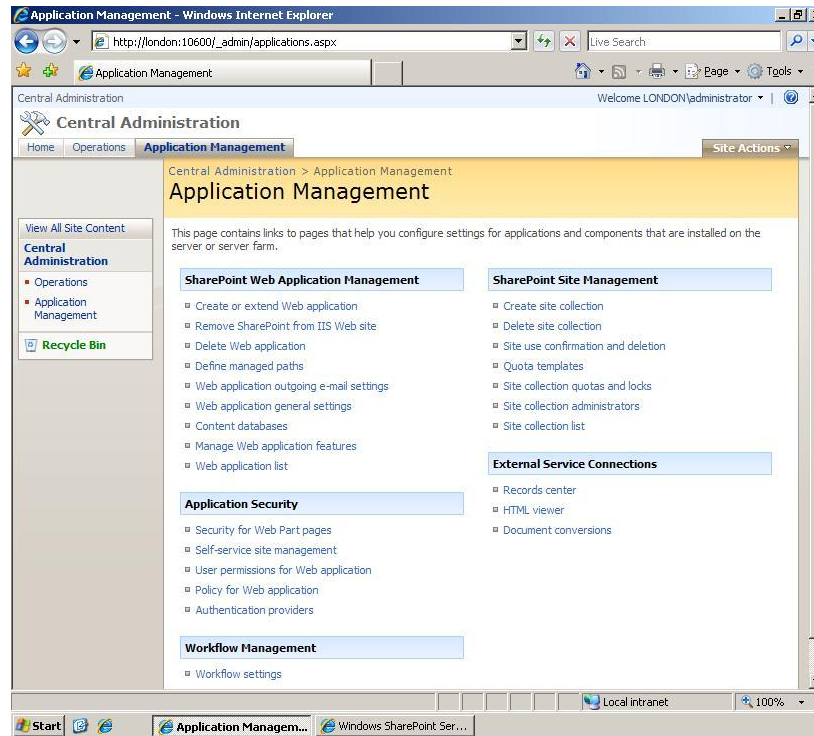 Application Management - Windows Internet Explorer
http://london:10600/_admin/applications.aspx
Live Search
Application Management
Page
Tools
Central Administration
Welcome LONDON\administrator
Central Administration
Home
Operations
Application Management
Site Actions
Central Administration > Application Management
Application Management
This page contains links to pages that help you configure settings for applications and components that are installed on the
server or server farm.
View All Site Content
Central
Administration
Operations
Application
Management
Recycle Bin
SharePoint Web Application Management
Create or extend Web application
Remove SharePoint from IIS Web site
Delete Web application
Define managed paths
Web application outgoing e-mail settings
Web application general settings
Content databases
Manage Web application features
Web application list
Application Security
Security for Web Part pages
Self-service site management
User permissions for Web application
Policy for Web application
Authentication providers
Workflow Management
Workflow settings
SharePoint Site Management
Create site collection
Delete site collection
Site use confirmation and deletion
Quota templates
Site collection quotas and locks
Site collection administrators
Site collection list
External Service Connections
Records center
HTML viewer
Document conversions
Local intranet
100%
Start
Application Managem...
Windows SharePoint Ser...